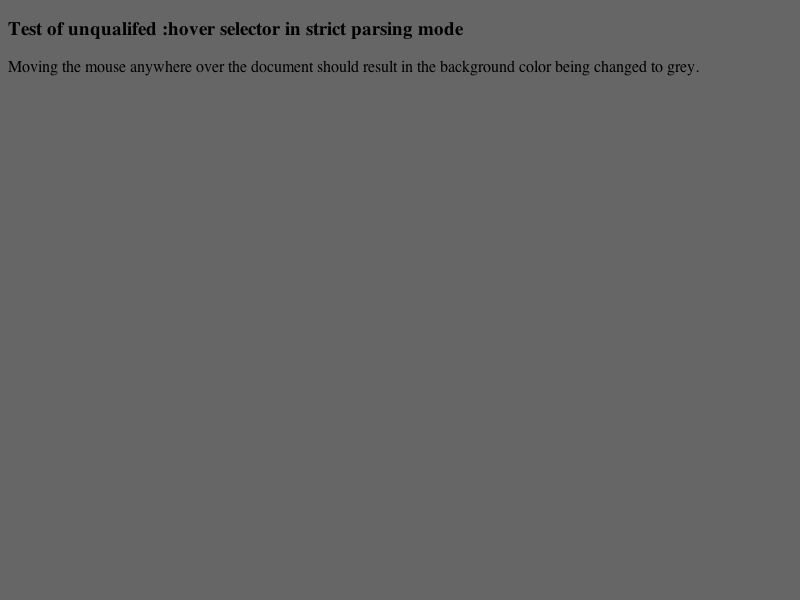 Test of unqualifed :hover selector in strict parsing mode
Moving the mouse anywhere over the document should result in the background color being changed to grey.